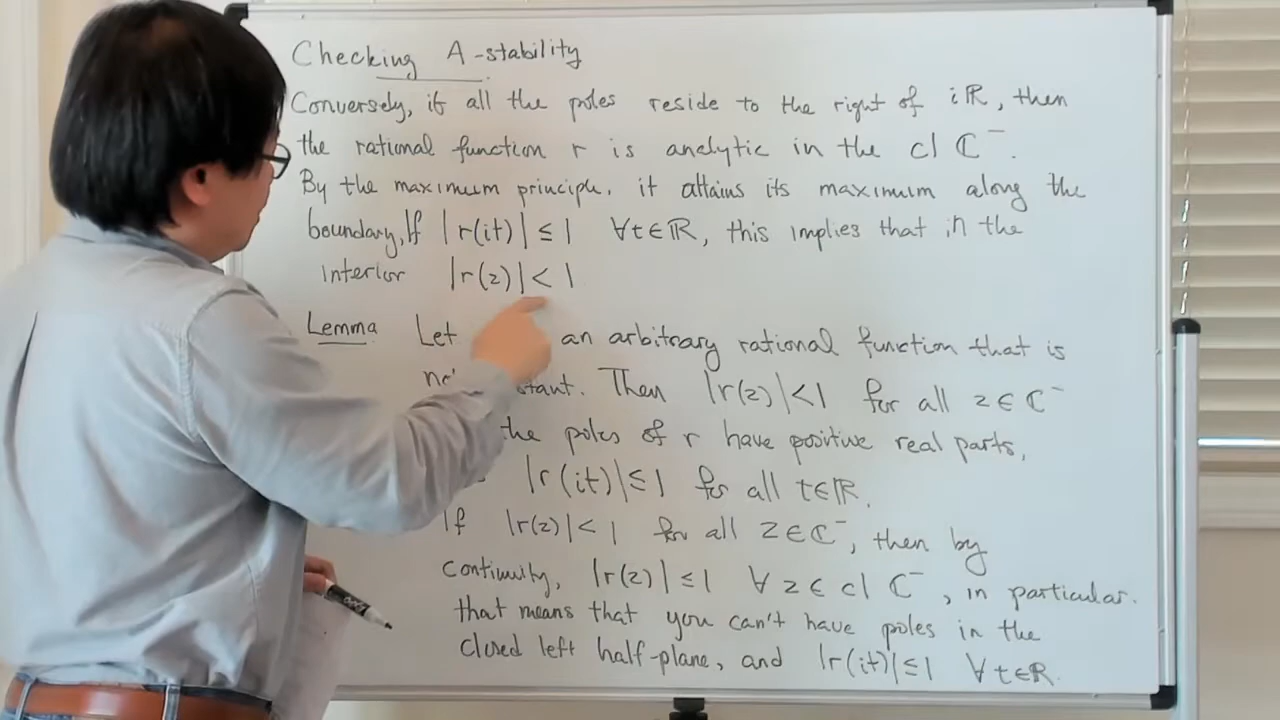 Checking A-stability
Conversely, if all the poles reside to the right of iℝ, then
the rational function r is analytic in the cl ℂ⁻.
By the maximum principle, it attains its maximum along the
boundary, If |r(it)| ≤ 1 ∀t∈ℝ, this implies that in the
interior |r(z)| < 1
Lemma Let an arbitrary rational function that is
Then |r(z)|<1 for all z∈ℂ⁻
the poles of r have positive real parts,
|r(it)|≤1 for all t∈ℝ.
If |r(z)|<1 for all z∈ℂ⁻, then by
continuity, |r(z)| ≤1 ∀ z∈ cl ℂ⁻, in particular.
that means that you can't have poles in the
closed left half-plane, and |r(it)|≤1 ∀t∈ℝ.